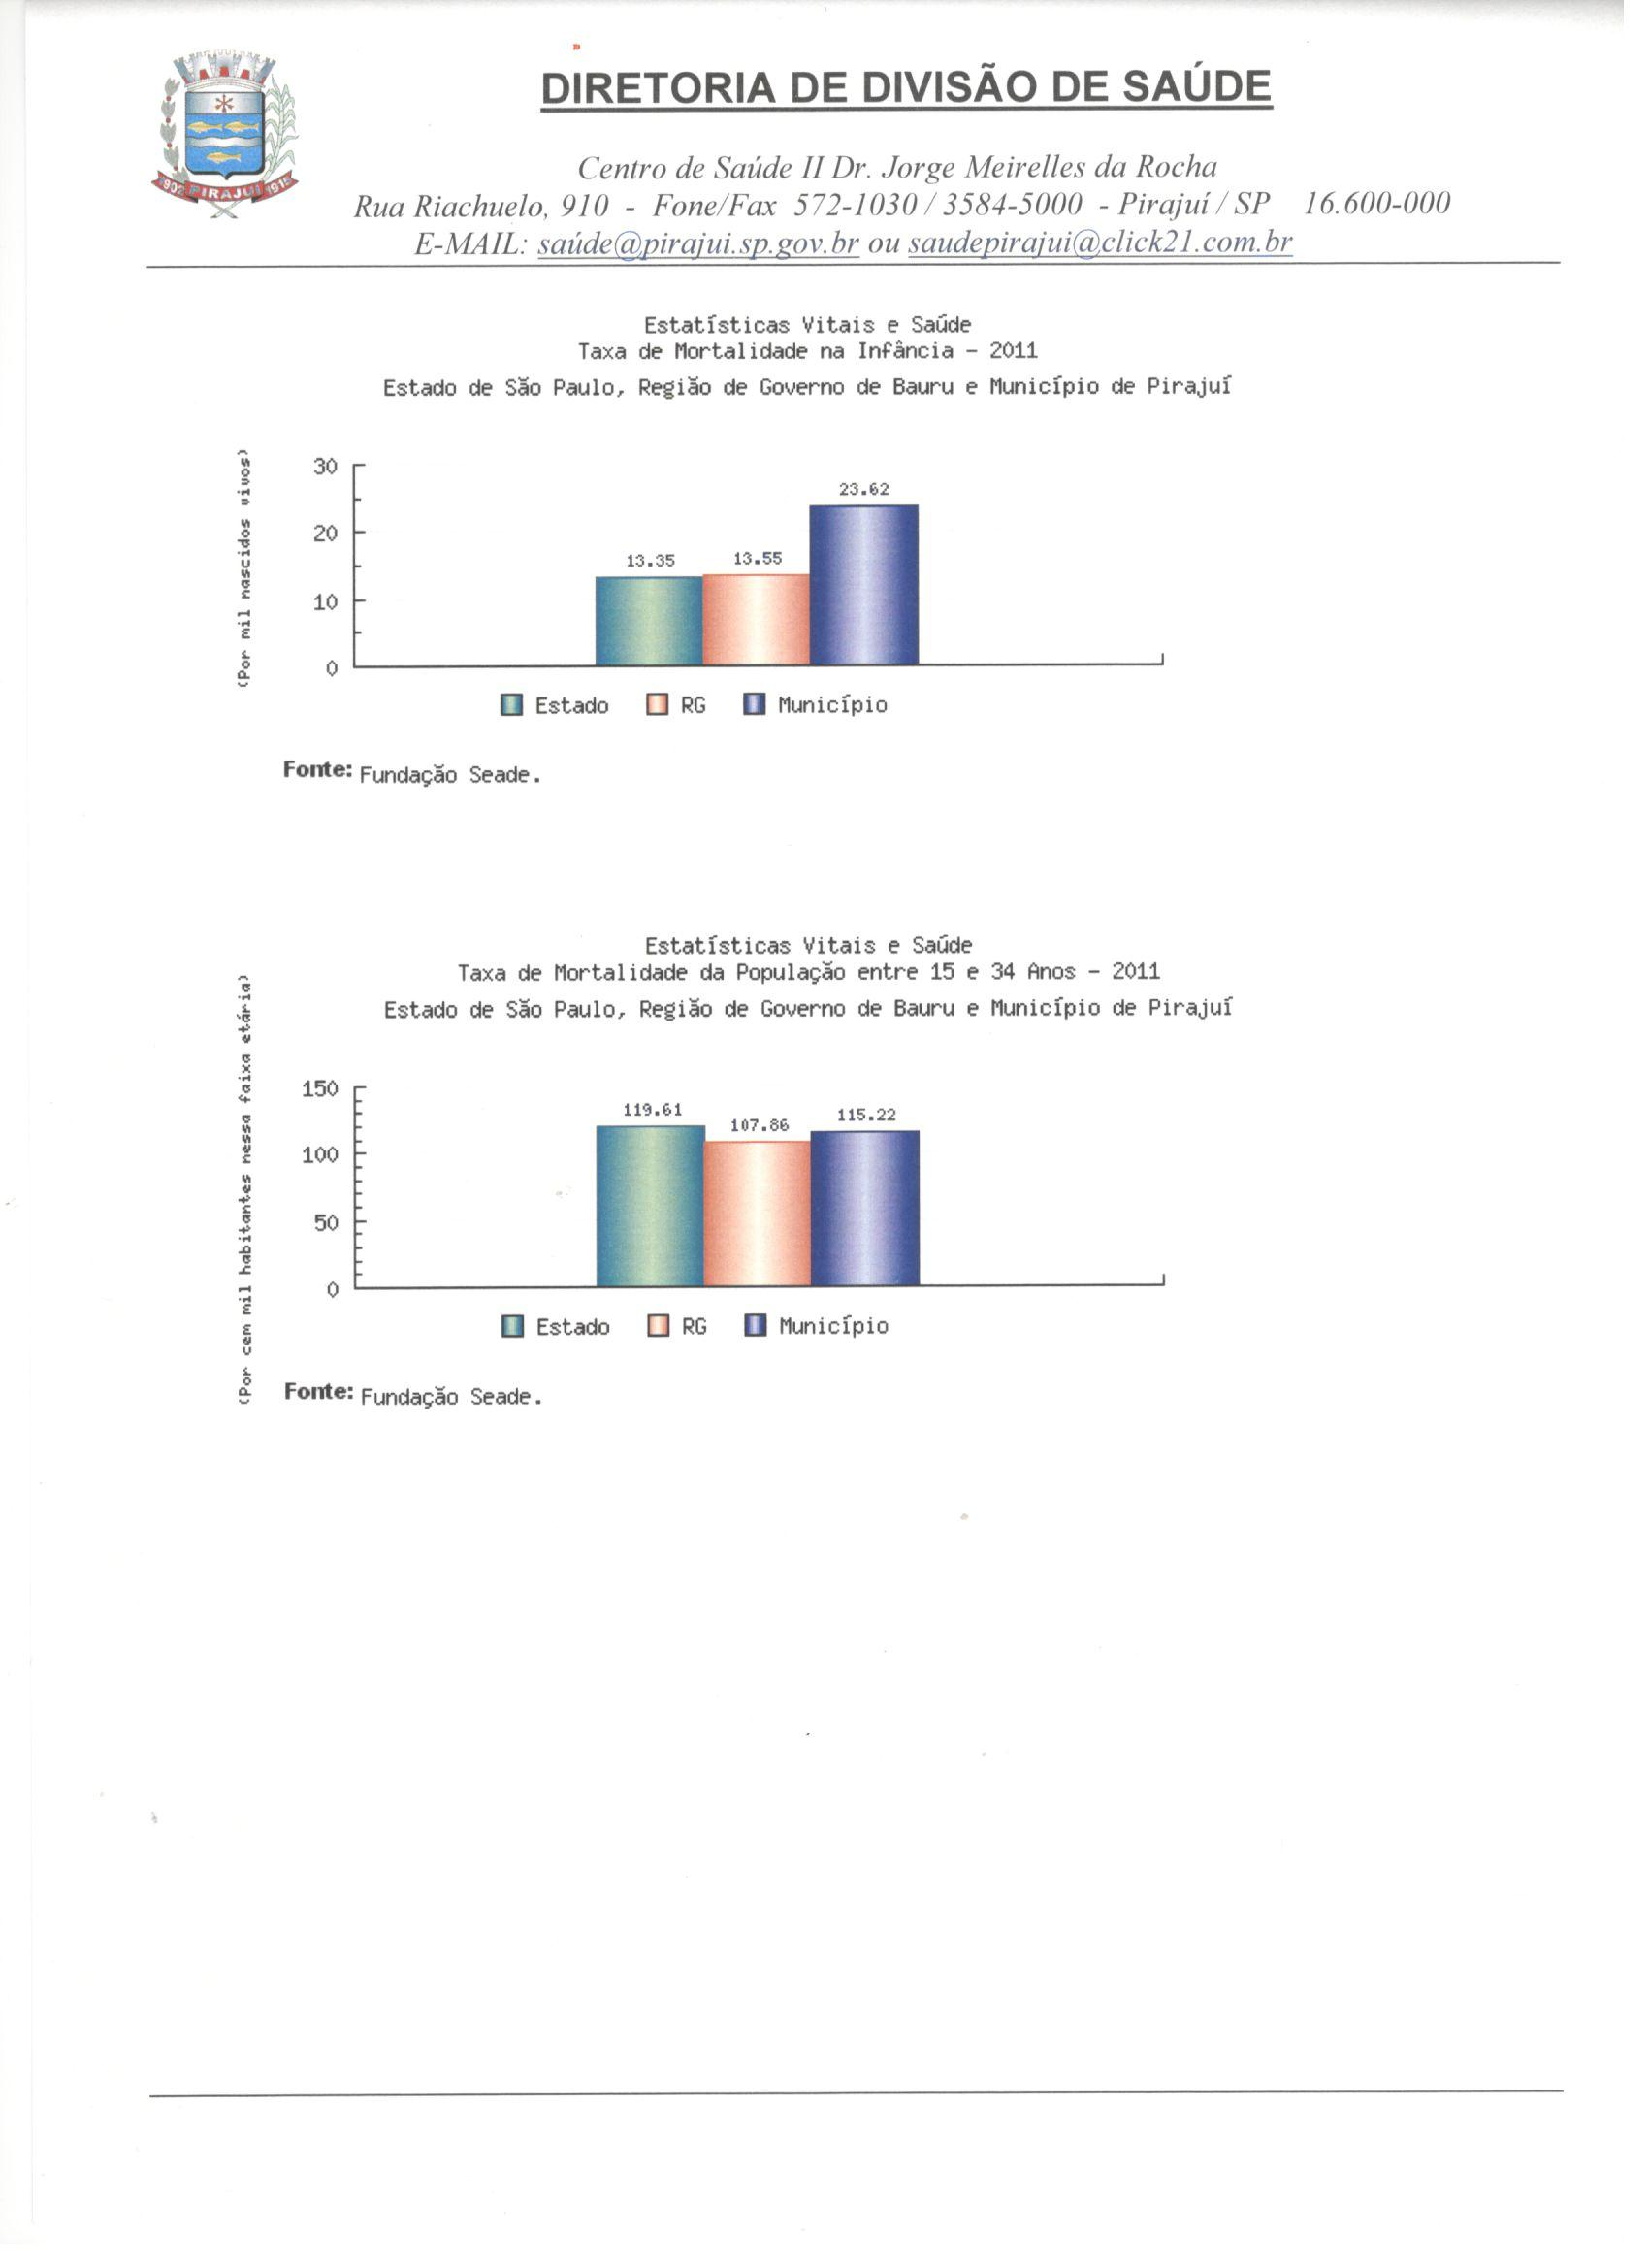 DIRETORIA DE DIVISÃO DE SAÚDE
Centro de Saúde II Dr. Jorge Meirelles da Rocha
Rua Riachuelo, 910 - Fone/Fax 572-1030 / 3584-5000 - Pirajuí / SP 16.600-000
E-MAIL: saúde@pirajui.sp.gov.br ou saudepirajui@click21.com.br
1902 PIRAJUI 1915
Estatísticas Vitais e Saúde
Taxa de Mortalidade na Infância - 2011
Estado de São Paulo, Região de Governo de Bauru e Município de Pirajuí
(Por mil nascidos vivos)
30
20
10
0
13.35
13.55
23.62
Estado RG Município
Fonte: Fundação Seade.
Estatísticas Vitais e Saúde
Taxa de Mortalidade da População entre 15 e 34 Anos - 2011
Estado de São Paulo, Região de Governo de Bauru e Município de Pirajuí
(Por cem mil habitantes nessa faixa etária)
150
100
50
0
119.61
107.86
115.22
Estado RG Município
Fonte: Fundação Seade.